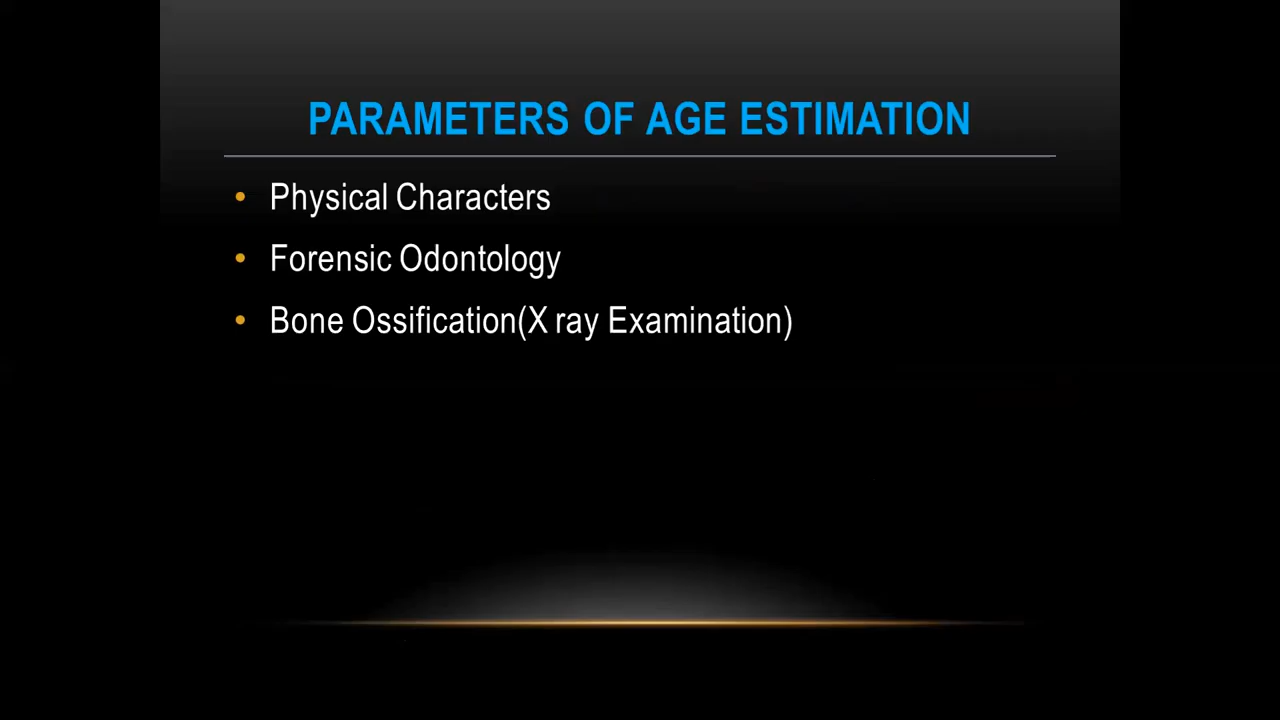 PARAMETERS OF AGE ESTIMATION
• Physical Characters
• Forensic Odontology
• Bone Ossification(X ray Examination)